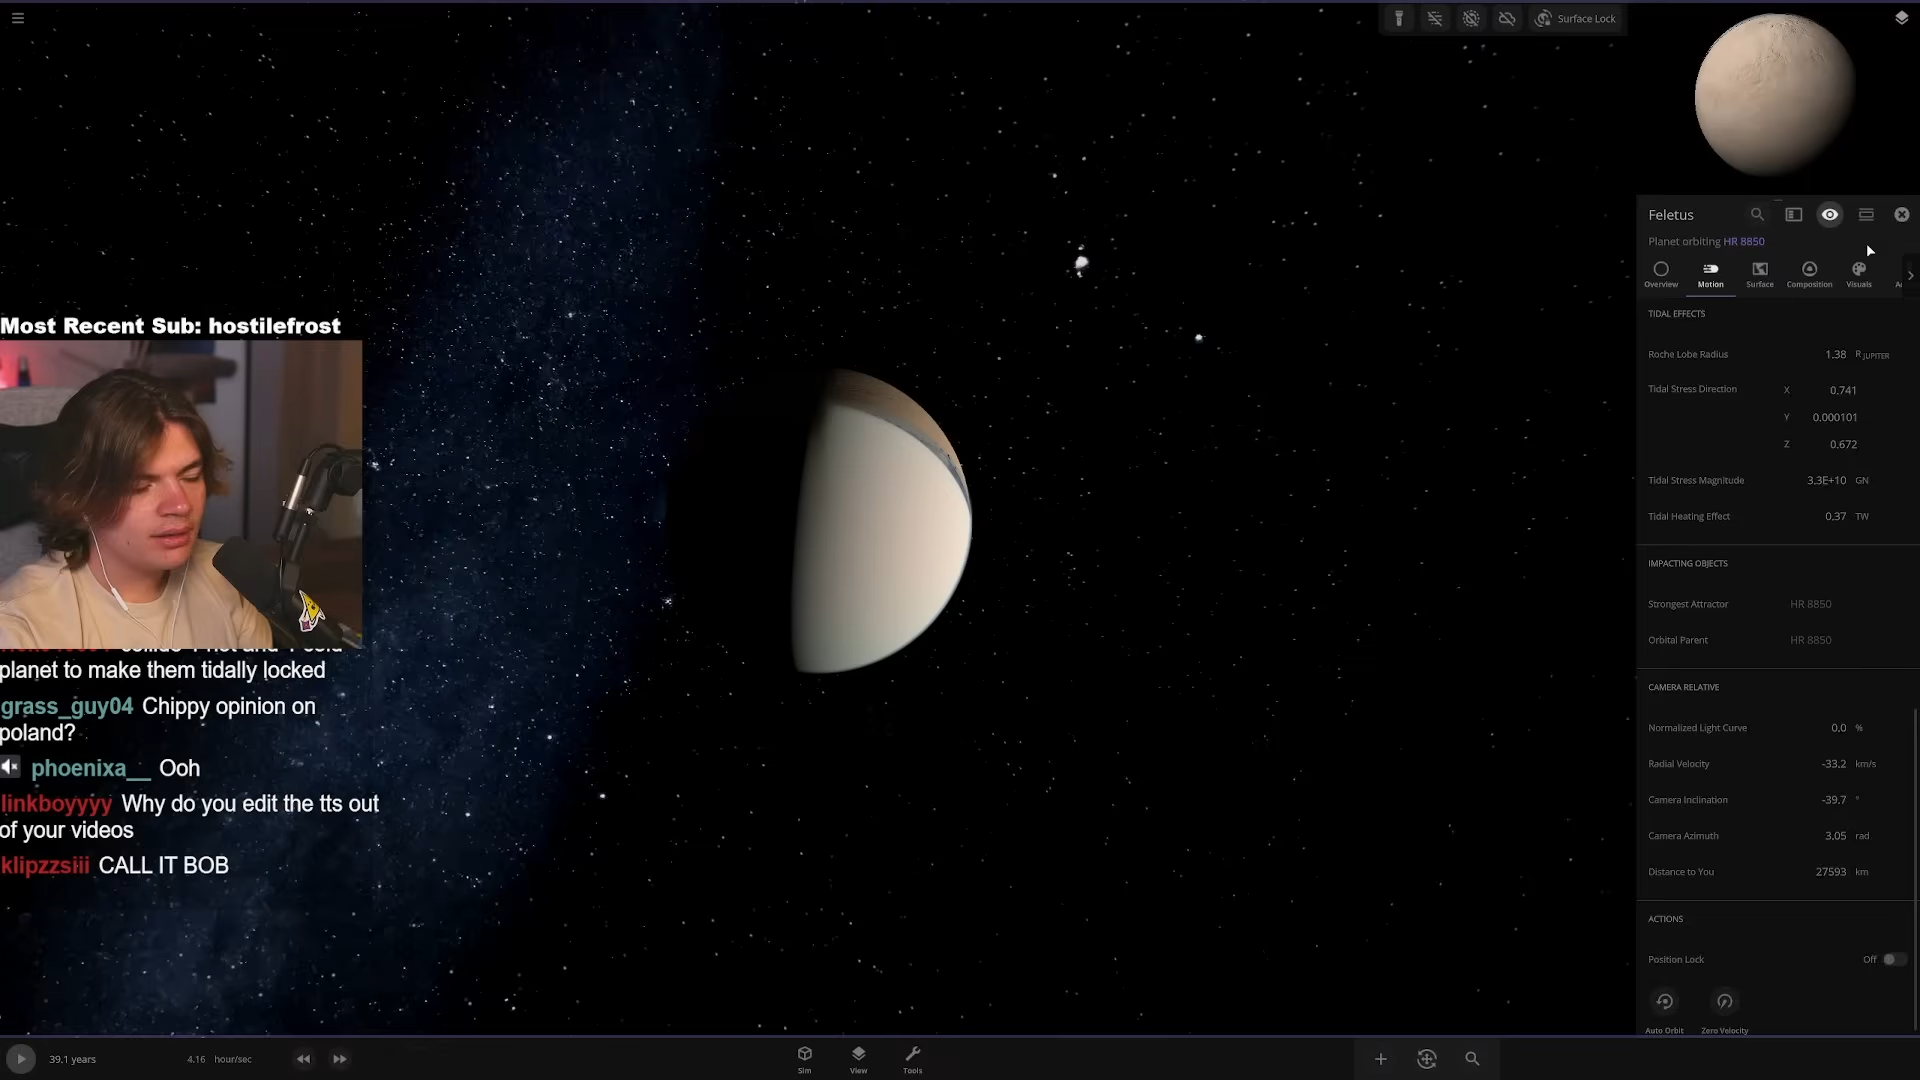 Surface Lock
Feletus
Planet orbiting HR 8850
Overview
Motion
Surface
Composition
Visuals
TIDAL EFFECTS
Roche Lobe Radius 1.38 R JUPITER
Tidal Stress Direction X 0.741
Y 0.000101
Z 0.672
Tidal Stress Magnitude 3.3E+10 GN
Tidal Heating Effect 0.37 TW
IMPACTING OBJECTS
Strongest Attractor HR 8850
Orbital Parent HR 8850
CAMERA RELATIVE
Normalized Light Curve 0.0 %
Radial Velocity -33.2 km/s
Camera Inclination -39.7 °
Camera Azimuth 3.05 rad
Distance to You 27593 km
ACTIONS
Position Lock Off
Auto Orbit
Zero Velocity
Most Recent Sub: hostilefrost
planet to make them tidally locked
grass_guy04 Chippy opinion on
poland?
phoenixa__ Ooh
linkboyyyy Why do you edit the tts out
of your videos
klipzzsiii CALL IT BOB
39.1 years
4.16 hour/sec
Sim
View
Tools